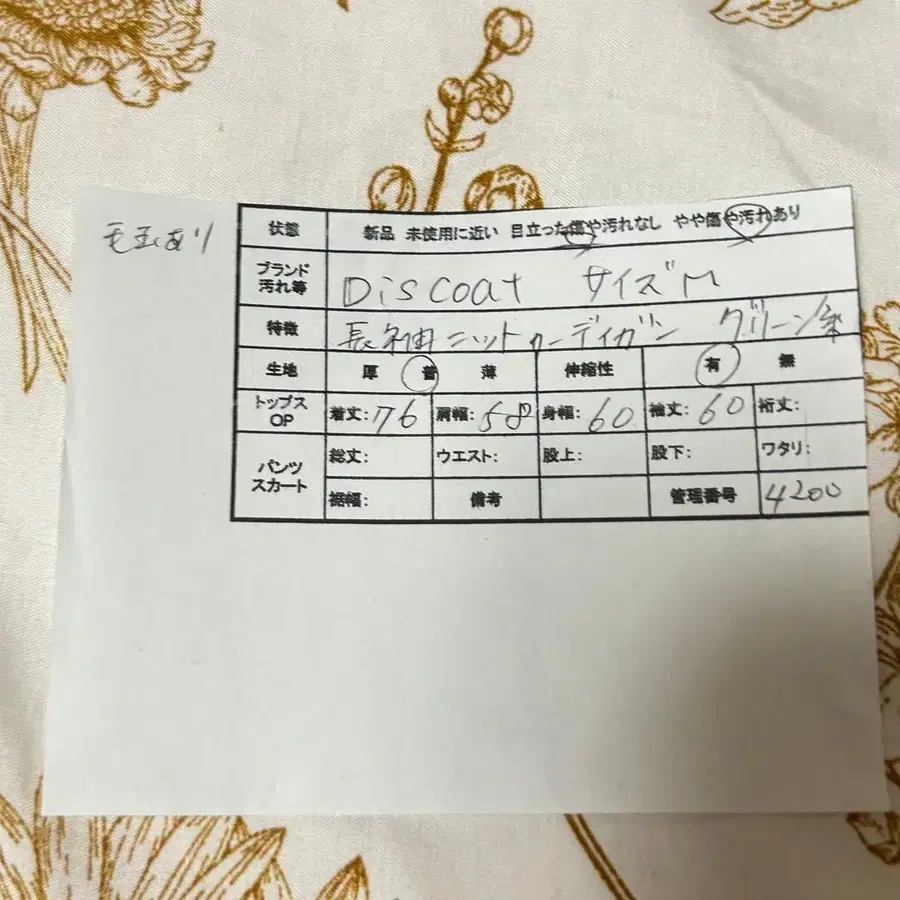 毛玉あり
状態 新品 未使用に近い 目立った傷や汚れなし やや傷や汚れあり
ブランド 汚れ等 Discoat サイズM
特徴 長袖ニットカーディガン グリーン系
生地 厚 普 薄 伸縮性 有 無
トップス OP 着丈:76 肩幅:58 身幅:60 袖丈:60 裄丈:
パンツ スカート 総丈: ウエスト: 股上: 股下: ワタリ:
裾幅: 備考 管理番号 4200